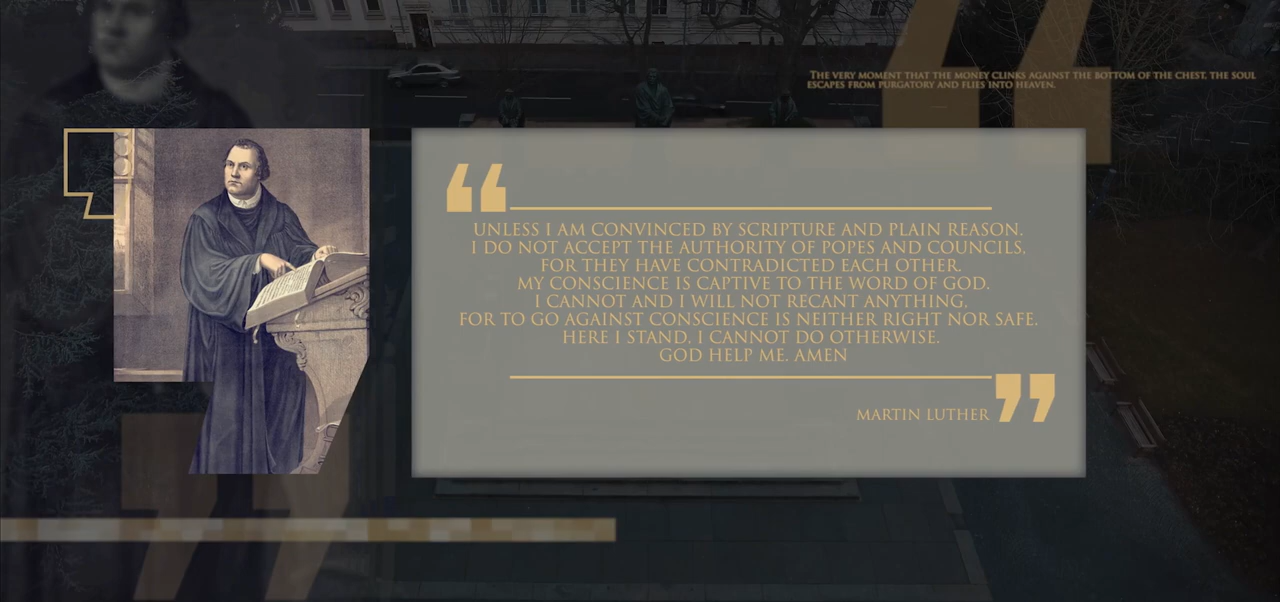 THE VERY MOMENT THAT THE MONEY CLINKS AGAINST THE BOTTOM OF THE CHEST, THE SOUL
ESCAPES FROM PURGATORY AND FLIES INTO HEAVEN.
“
UNLESS I AM CONVINCED BY SCRIPTURE AND PLAIN REASON.
I DO NOT ACCEPT THE AUTHORITY OF POPES AND COUNCILS,
FOR THEY HAVE CONTRADICTED EACH OTHER.
MY CONSCIENCE IS CAPTIVE TO THE WORD OF GOD.
I CANNOT AND I WILL NOT RECANT ANYTHING,
FOR TO GO AGAINST CONSCIENCE IS NEITHER RIGHT NOR SAFE.
HERE I STAND, I CANNOT DO OTHERWISE.
GOD HELP ME. AMEN
MARTIN LUTHER ”